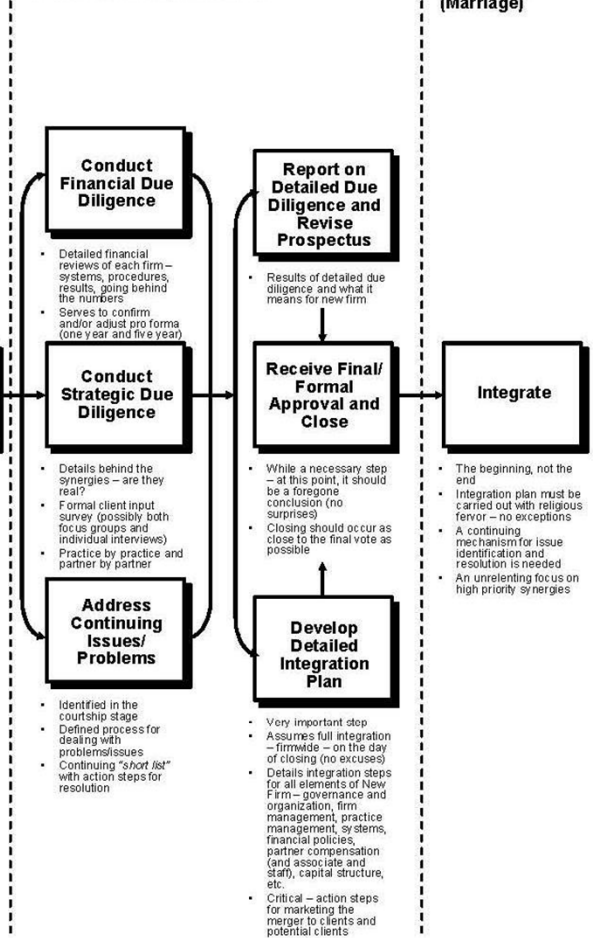 (Marriage)
Conduct
Financial Due
Diligence
• Detailed financial
reviews of each firm –
systems, procedures,
results, going behind
the numbers
• Serves to confirm
and/or adjust pro forma
(one year and five year)
Conduct
Strategic Due
Diligence
• Details behind the
synergies – are they
real?
• Formal client input
survey (possibly both
focus groups and
individual interviews)
• Practice by practice and
partner by partner
Address
Continuing
Issues/
Problems
• Identified in the
courtship stage
• Defined process for
dealing with
problems/issues
• Continuing "short list"
with action steps for
resolution
Report on
Detailed Due
Diligence and
Revise
Prospectus
• Results of detailed due
diligence and what it
means for new firm
Receive Final/
Formal
Approval and
Close
• While a necessary step
– at this point, it should
be a foregone
conclusion (no
surprises)
• Closing should occur as
close to the final vote as
possible
Develop
Detailed
Integration
Plan
• Very important step
• Assumes full integration
– firmwide – on the day
of closing (no excuses)
• Details integration steps
for all elements of New
Firm – governance and
organization, firm
management, practice
management, systems,
financial policies,
partner compensation
(and associate and
staff), capital structure,
etc.
• Critical – action steps
for marketing the
merger to clients and
potential clients
Integrate
• The beginning, not the
end
• Integration plan must be
carried out with religious
fervor – no exceptions
• A continuing
mechanism for issue
identification and
resolution is needed
• An unrelenting focus on
high priority synergies